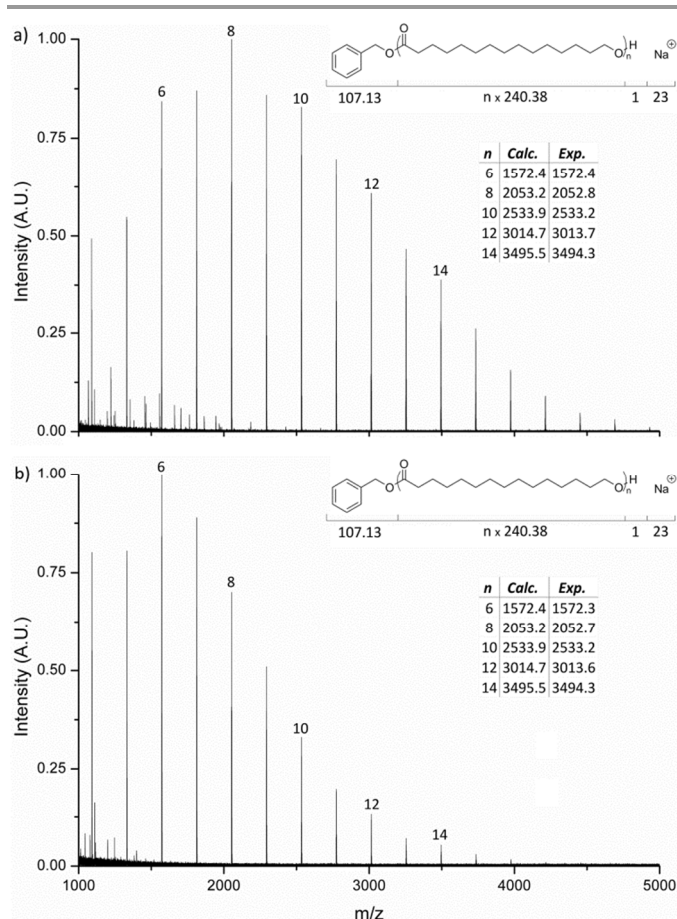 a)
1.00
0.75
0.50
0.25
0.00
Intensity (A.U.)
6
8
10
12
14
O
O
O
H
n
Na⊕
107.13 n x 240.38 1 23
n Calc. Exp.
6 1572.4 1572.4
8 2053.2 2052.8
10 2533.9 2533.2
12 3014.7 3013.7
14 3495.5 3494.3
b)
1.00
0.75
0.50
0.25
0.00
Intensity (A.U.)
6
8
10
12
14
O
O
O
H
n
Na⊕
107.13 n x 240.38 1 23
n Calc. Exp.
6 1572.4 1572.3
8 2053.2 2052.7
10 2533.9 2533.2
12 3014.7 3013.6
14 3495.5 3494.3
1000 2000 3000 4000 5000
m/z